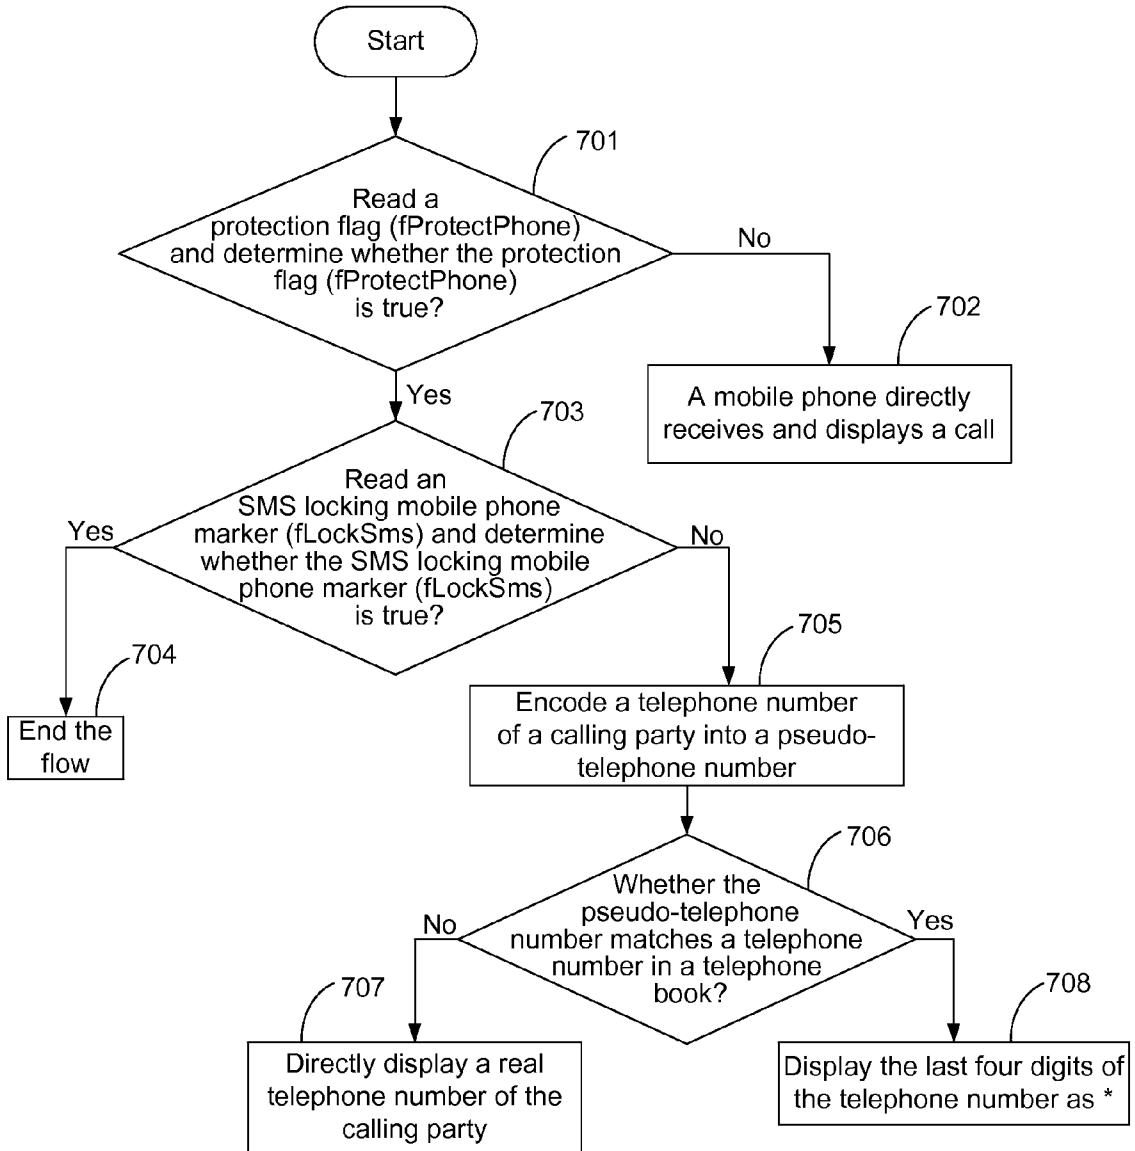 Start
701
Read a
protection flag (fProtectPhone)
and determine whether the protection
flag (fProtectPhone)
is true?
No
702
A mobile phone directly
receives and displays a call
Yes
703
Read an
SMS locking mobile phone
marker (fLockSms) and determine
whether the SMS locking mobile
phone marker (fLockSms)
is true?
Yes
No
704
End the
flow
705
Encode a telephone number
of a calling party into a pseudo-
telephone number
706
Whether the
pseudo-telephone
number matches a telephone
number in a telephone
book?
No
Yes
707
Directly display a real
telephone number of the
calling party
708
Display the last four digits of
the telephone number as *